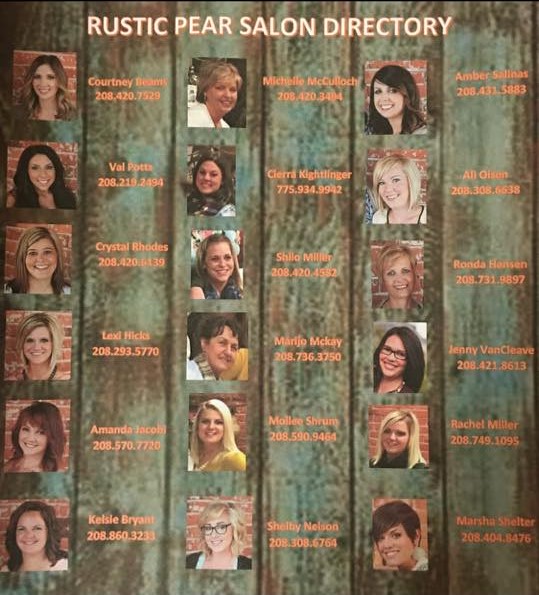 RUSTIC PEAR SALON DIRECTORY
Courtney Beams
208.420.7529
Michelle McCulloch
208.420.3494
Amber Salinas
208.431.5883
Val Potts
208.219.2494
Cierra Kightlinger
775.934.9942
Ali Olson
208.308.6638
Crystal Rhodes
208.420.6139
Shilo Miller
208.420.4582
Ronda Hansen
208.731.9897
Lexi Hicks
208.293.5770
Marijo Mckay
208.736.3750
Jenny VanCleave
208.421.8613
Amanda Jacobi
208.570.7720
Mollee Shrum
208.590.9464
Rachel Miller
208.749.1095
Kelsie Bryant
208.860.3233
Shelby Nelson
208.308.6764
Marsha Shelter
208.404.8476